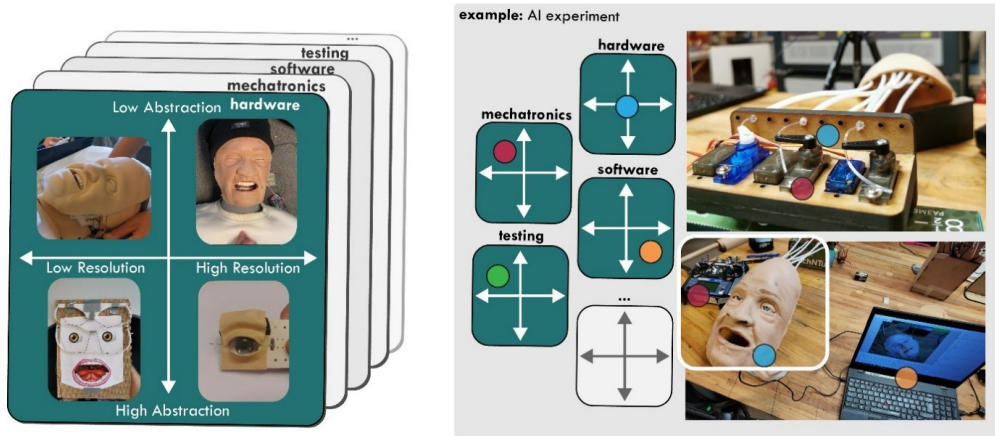 ...
testing
software
mechatronics
hardware
Low Abstraction
Low Resolution
High Resolution
High Abstraction
example: AI experiment
hardware
mechatronics
software
testing
...